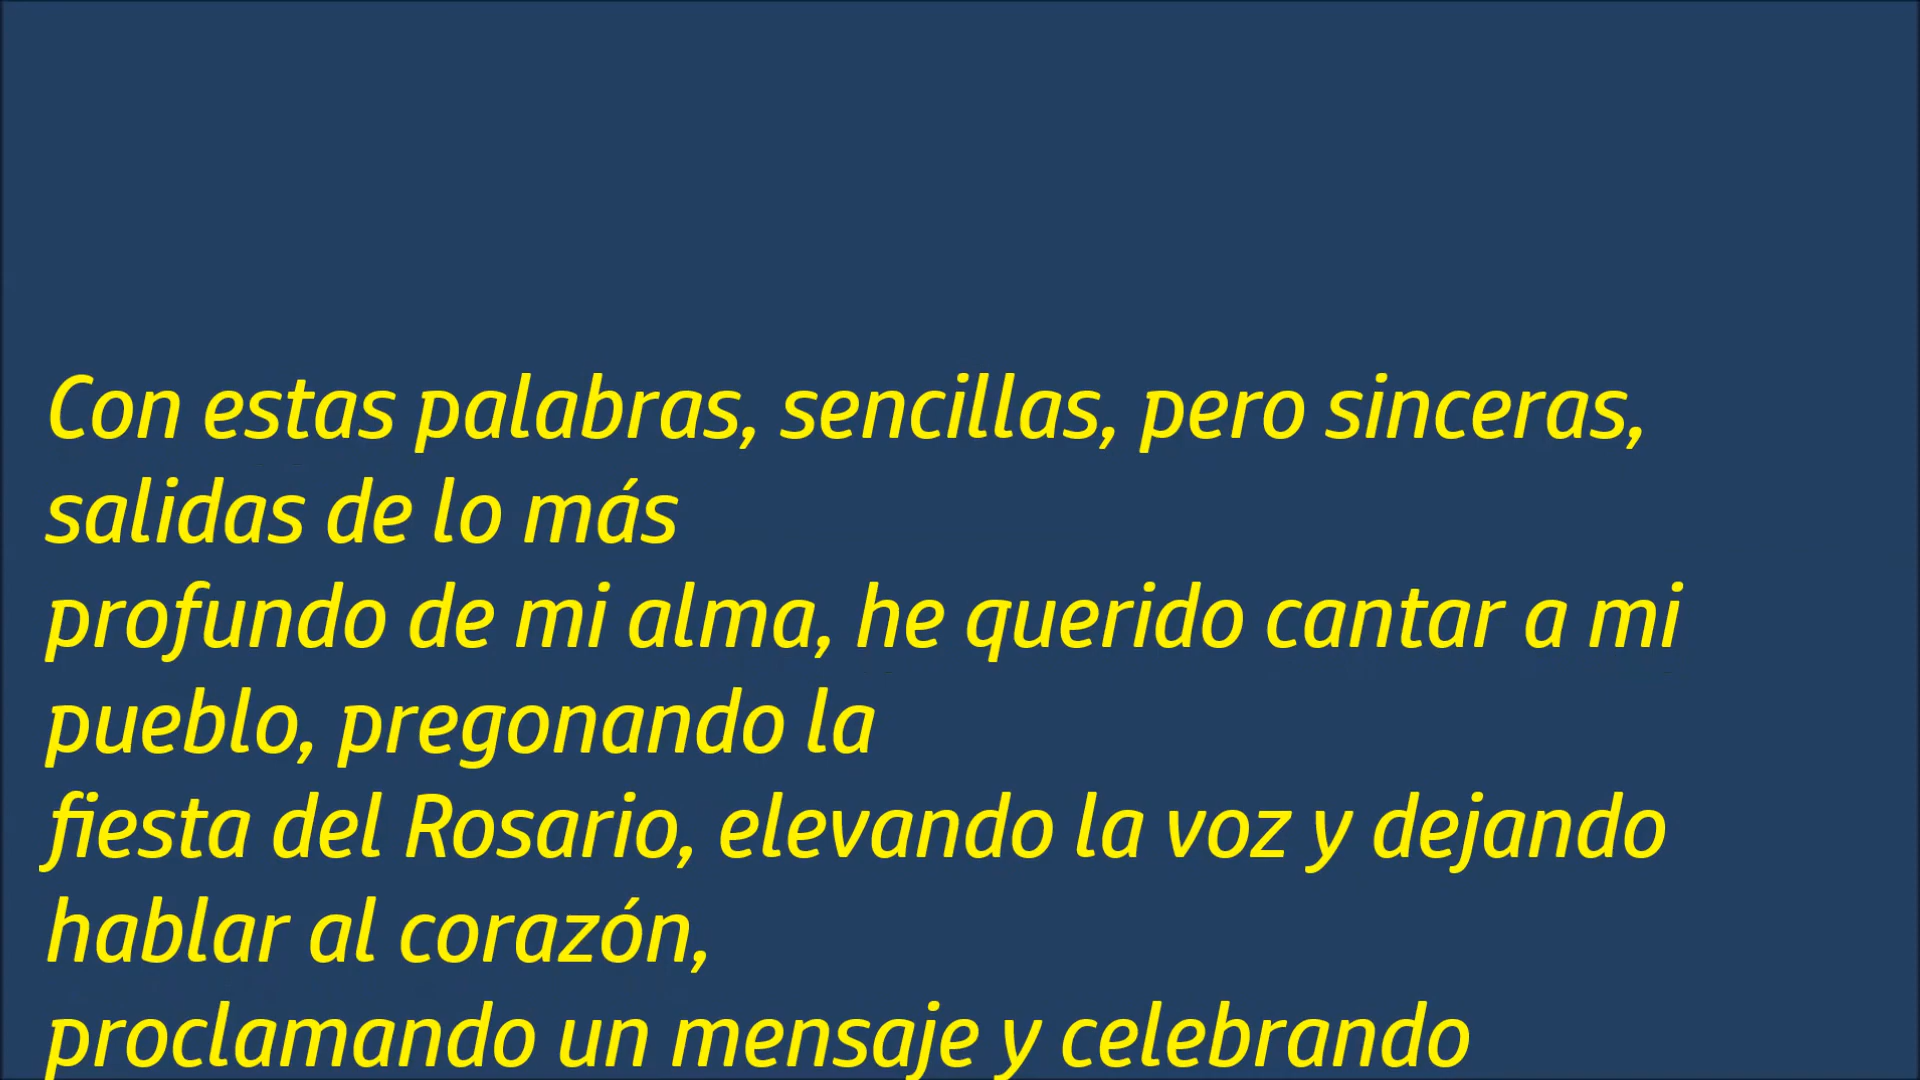 Con estas palabras, sencillas, pero sinceras,
salidas de lo más
profundo de mi alma, he querido cantar a mi
pueblo, pregonando la
fiesta del Rosario, elevando la voz y dejando
hablar al corazón,
proclamando un mensaje y celebrando